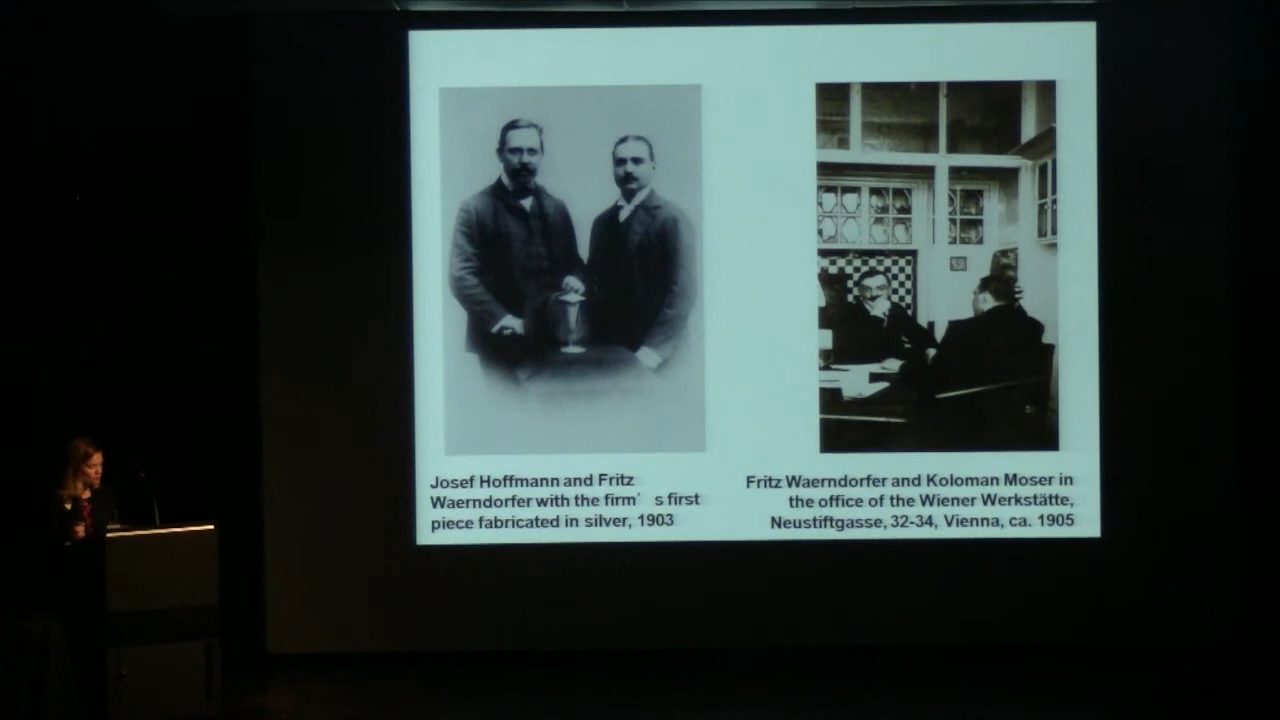 Josef Hoffmann and Fritz
Waerndorfer with the firm' s first
piece fabricated in silver, 1903
Fritz Waerndorfer and Koloman Moser in
the office of the Wiener Werkstätte,
Neustiftgasse, 32-34, Vienna, ca. 1905